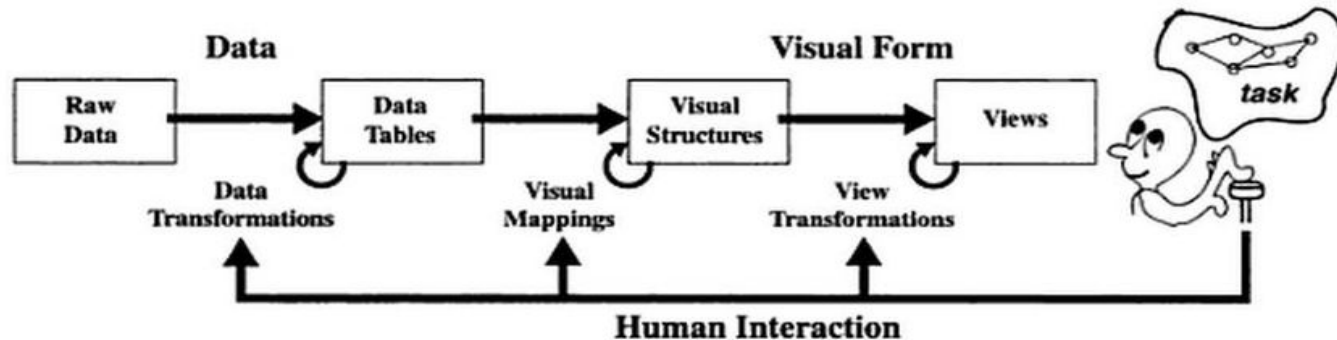 Data
Visual Form
task
Raw
Data
Data
Tables
Visual
Structures
Views
Data
Transformations
Visual
Mappings
View
Transformations
Human Interaction